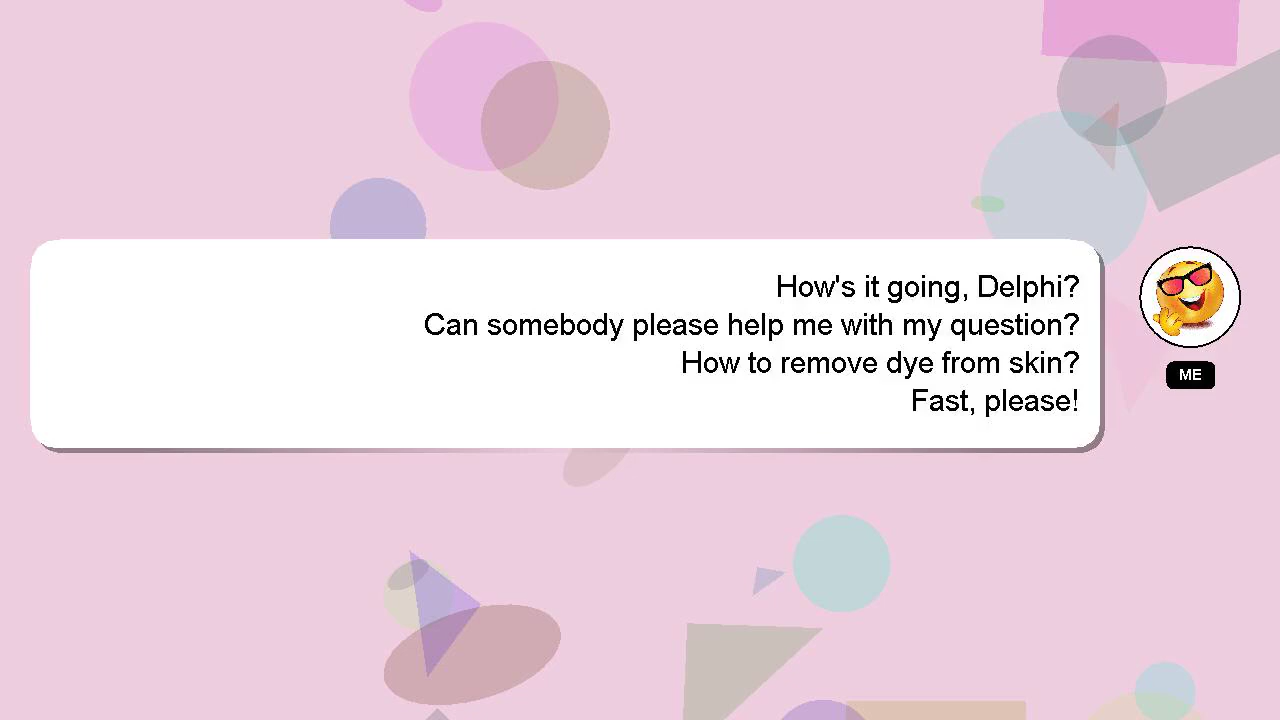 How's it going, Delphi?
Can somebody please help me with my question?
How to remove dye from skin?
Fast, please!
ME